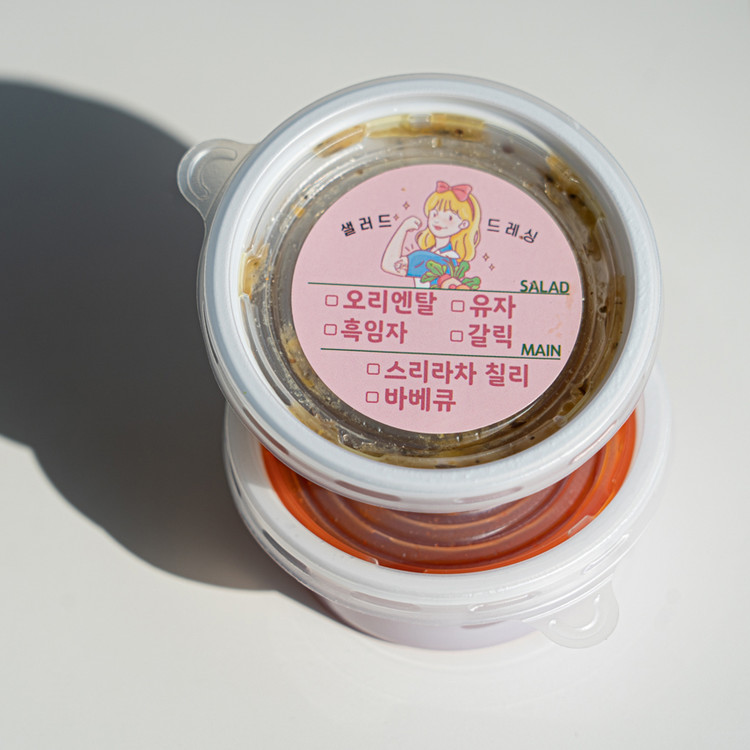 샐러드 드레싱
SALAD
□ 오리엔탈 □ 유자
□ 흑임자 □ 갈릭
MAIN
□ 스리라차 칠리
□ 바베큐